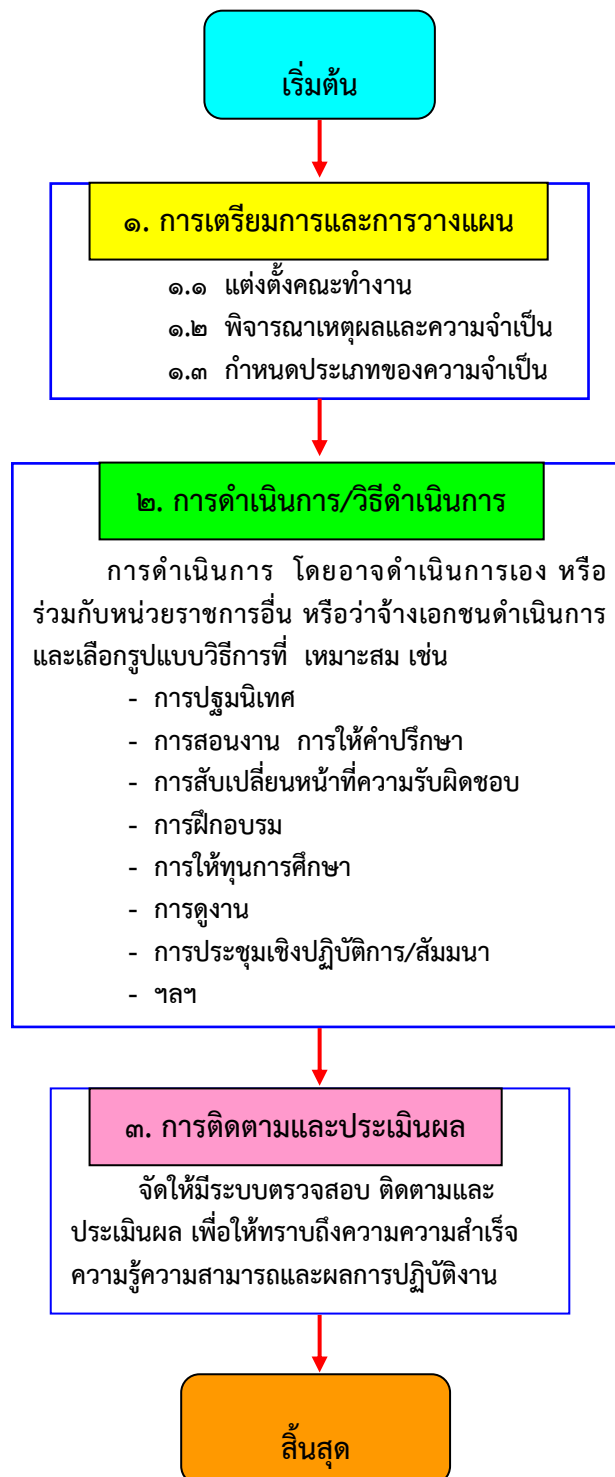 เริ่มต้น
๑. การเตรียมการและการวางแผน
๑.๑ แต่งตั้งคณะทำงาน
๑.๒ พิจารณาเหตุผลและความจำเป็น
๑.๓ กำหนดประเภทของความจำเป็น
๒. การดำเนินการ/วิธีดำเนินการ
การดำเนินการ โดยอาจดำเนินการเอง หรือ
ร่วมกับหน่วยราชการอื่น หรือว่าจ้างเอกชนดำเนินการ
และเลือกรูปแบบวิธีการที่ เหมาะสม เช่น
- การปฐมนิเทศ
- การสอนงาน การให้คำปรึกษา
- การสับเปลี่ยนหน้าที่ความรับผิดชอบ
- การฝึกอบรม
- การให้ทุนการศึกษา
- การดูงาน
- การประชุมเชิงปฏิบัติการ/สัมมนา
- ฯลฯ
๓. การติดตามและประเมินผล
จัดให้มีระบบตรวจสอบ ติดตามและ
ประเมินผล เพื่อให้ทราบถึงความความสำเร็จ
ความรู้ความสามารถและผลการปฏิบัติงาน
สิ้นสุด